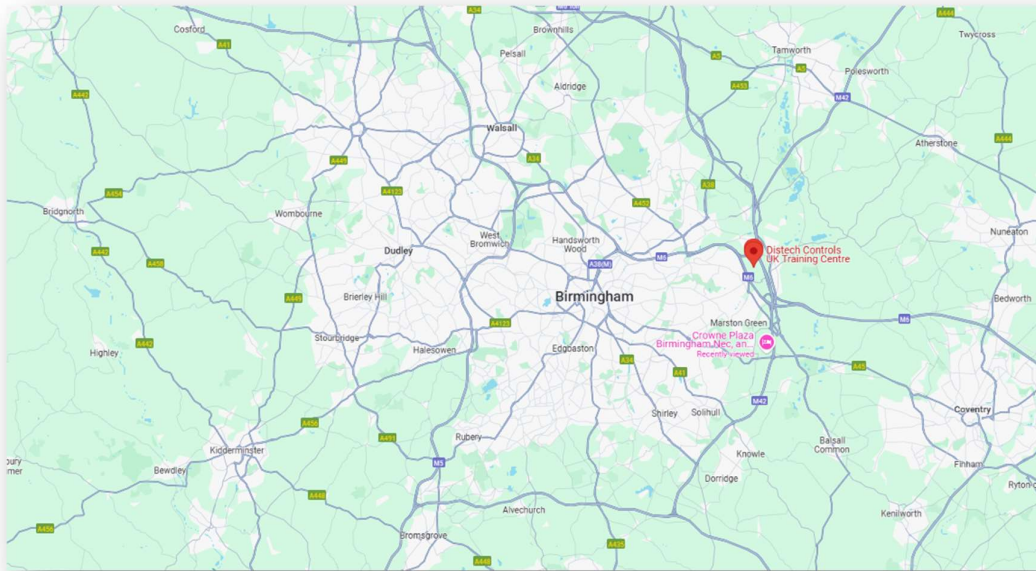 A34
A444
Cosford
Brownhills
Twycross
A41
Pelsall
Tamworth
A5
A5
Polesworth
A442
Aldridge
A453
M42
Walsall
A444
Atherstone
A449
A34
A4123
A38
A454
A452
Bridgnorth
Wombourne
West
Bromwich
Handsworth
Wood
Nuneaton
Dudley
A442
A458
A38(M)
M6
Distech Controls
UK Training Centre
M6
Brierley Hill
A449
Birmingham
Bedworth
A4123
Marston Green
M6
Stourbridge
Crowne Plaza
Birmingham Nec, an...
Recently viewed
A442
Highley
Halesowen
Edgbaston
A34
A45
A41
M42
Shirley
Solihull
Coventry
A456
A491
Rubery
Kidderminster
Balsall
Common
Knowle
bury
mer
Bewdley
M5
Finham
Dorridge
Ryton-o
A448
Alvechurch
Kenilworth
A456
Bromsgrove
A435
A448